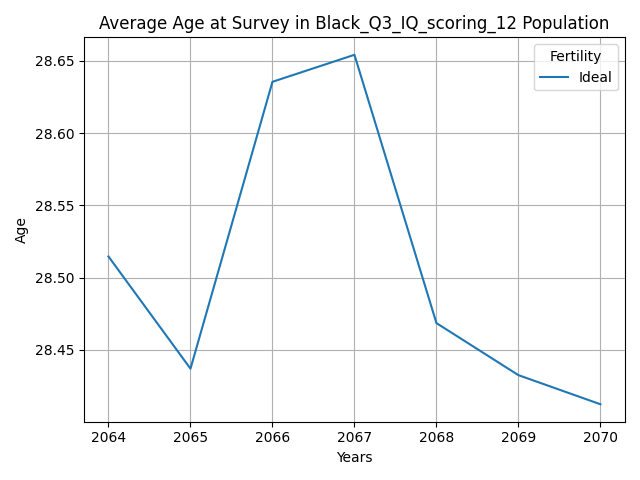 Average Age at Survey in Black_Q3_IQ_scoring_12 Population
Fertility
Ideal
28.65
28.60
28.55
28.50
28.45
Age
2064 2065 2066 2067 2068 2069 2070
Years